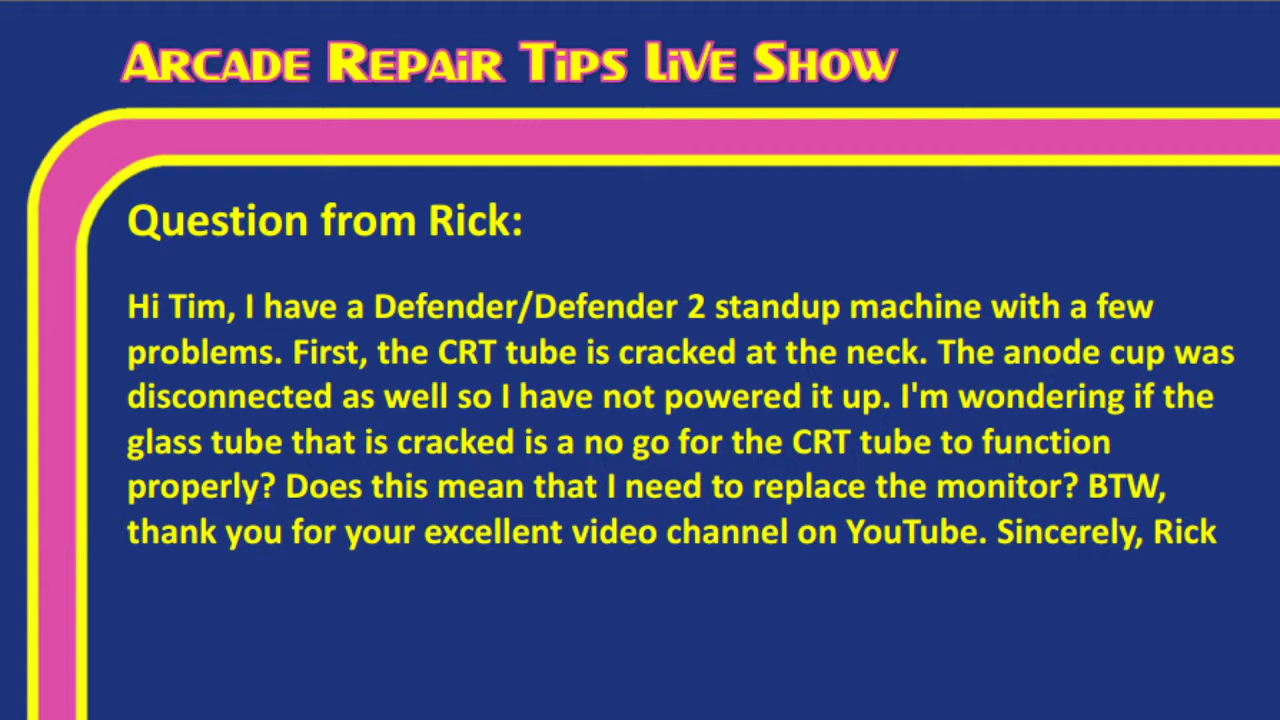 Arcade Repair Tips Live Show
Question from Rick:
Hi Tim, I have a Defender/Defender 2 standup machine with a few
problems. First, the CRT tube is cracked at the neck. The anode cup was
disconnected as well so I have not powered it up. I'm wondering if the
glass tube that is cracked is a no go for the CRT tube to function
properly? Does this mean that I need to replace the monitor? BTW,
thank you for your excellent video channel on YouTube. Sincerely, Rick